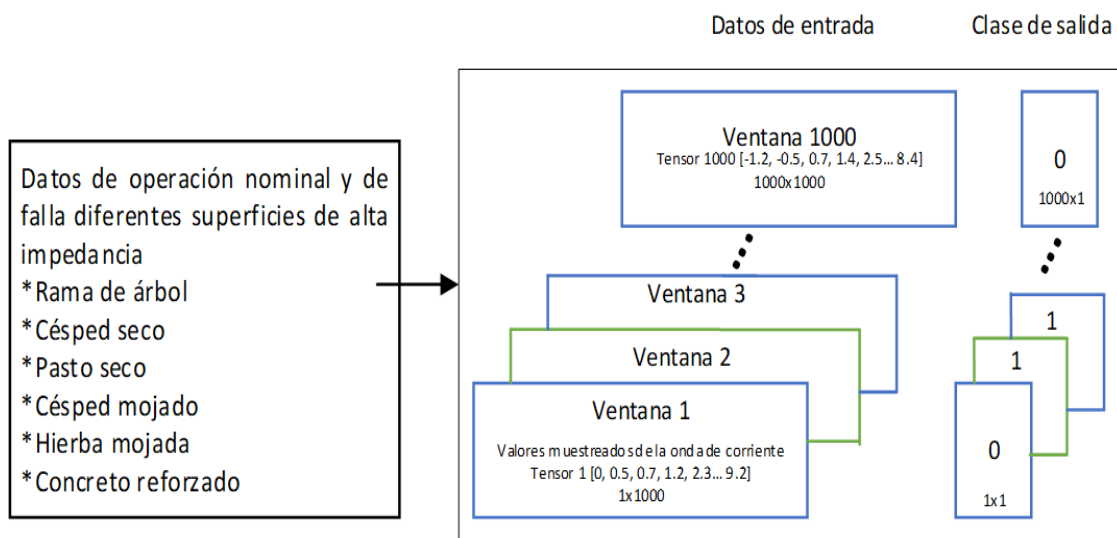 Datos de entrada
Clase de salida
Datos de operación nominal y de
falla diferentes superficies de alta
impedancia
*Rama de árbol
*Césped seco
*Pasto seco
*Césped mojado
*Hierba mojada
*Concreto reforzado
Ventana 1000
Tensor 1000 [-1.2, -0.5, 0.7, 1.4, 2.5... 8.4]
1000x1000
0
1000x1
Ventana 3
1
Ventana 2
1
Ventana 1
Valores muestreados de la onda de corriente
Tensor 1 [0, 0.5, 0.7, 1.2, 2.3... 9.2]
1x1000
0
1x1